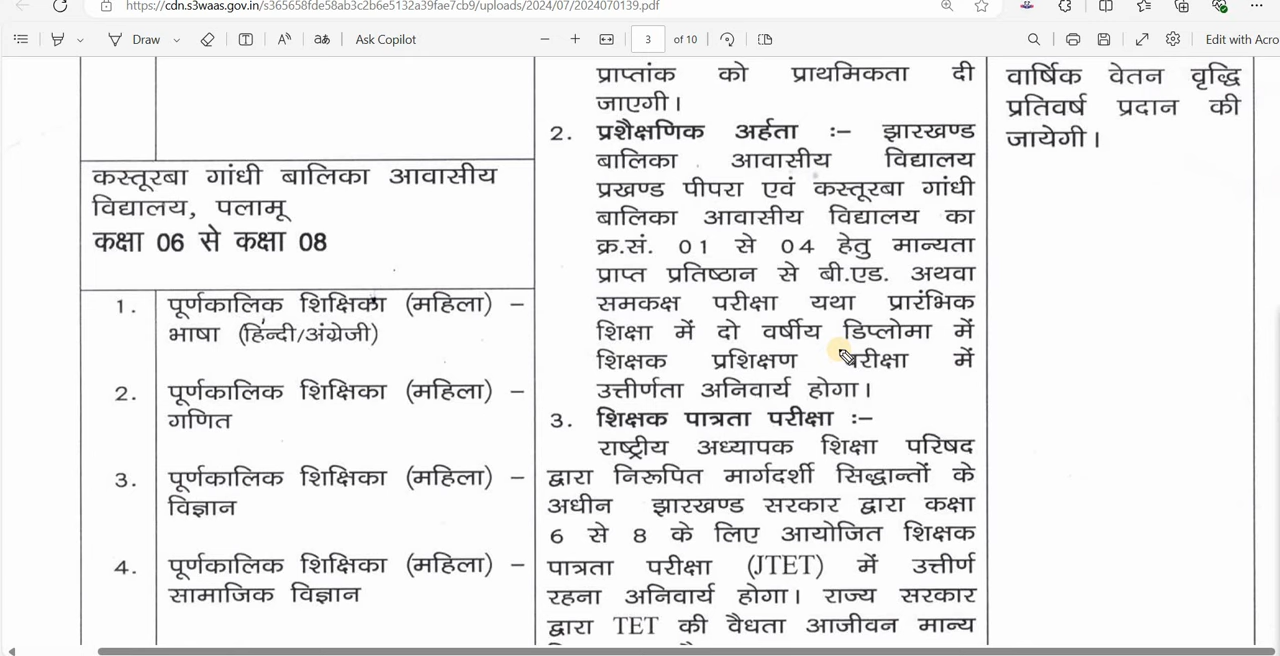 https://cdn.s3waas.gov.in/s365658fde58ab3c2b6e5132a39fae7cb9/uploads/2024/07/2024070139.pdf
Draw
Ask Copilot
3 of 10
Edit with Acro
कस्तूरबा गांधी बालिका आवासीय
विद्यालय, पलामू
कक्षा 06 से कक्षा 08
1. पूर्णकालिक शिक्षिका (महिला) –
भाषा (हिन्दी/अंग्रेजी)
2. पूर्णकालिक शिक्षिका (महिला) –
गणित
3. पूर्णकालिक शिक्षिका (महिला) –
विज्ञान
4. पूर्णकालिक शिक्षिका (महिला) –
सामाजिक विज्ञान
प्राप्तांक को प्राथमिकता दी
जाएगी।
2. प्रशैक्षणिक अर्हता :– झारखण्ड
बालिका आवासीय विद्यालय
प्रखण्ड पीपरा एवं कस्तूरबा गांधी
बालिका आवासीय विद्यालय का
क्र.सं. 01 से 04 हेतु मान्यता
प्राप्त प्रतिष्ठान से बी.एड. अथवा
समकक्ष परीक्षा यथा प्रारंभिक
शिक्षा में दो वर्षीय डिप्लोमा में
शिक्षक प्रशिक्षण परीक्षा में
उत्तीर्णता अनिवार्य होगा।
3. शिक्षक पात्रता परीक्षा :–
राष्ट्रीय अध्यापक शिक्षा परिषद
द्वारा निरूपित मार्गदर्शी सिद्धान्तों के
अधीन झारखण्ड सरकार द्वारा कक्षा
6 से 8 के लिए आयोजित शिक्षक
पात्रता परीक्षा (JTET) में उत्तीर्ण
रहना अनिवार्य होगा। राज्य सरकार
द्वारा TET की वैधता आजीवन मान्य
वार्षिक वेतन वृद्धि
प्रतिवर्ष प्रदान की
जायेगी।